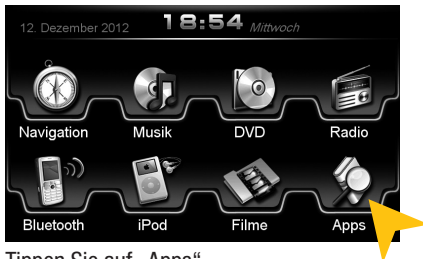 12. Dezember 2012 18:54 Mittwoch
Navigation Musik DVD Radio
Bluetooth iPod Filme Apps
Tippen Sie auf „Apps“